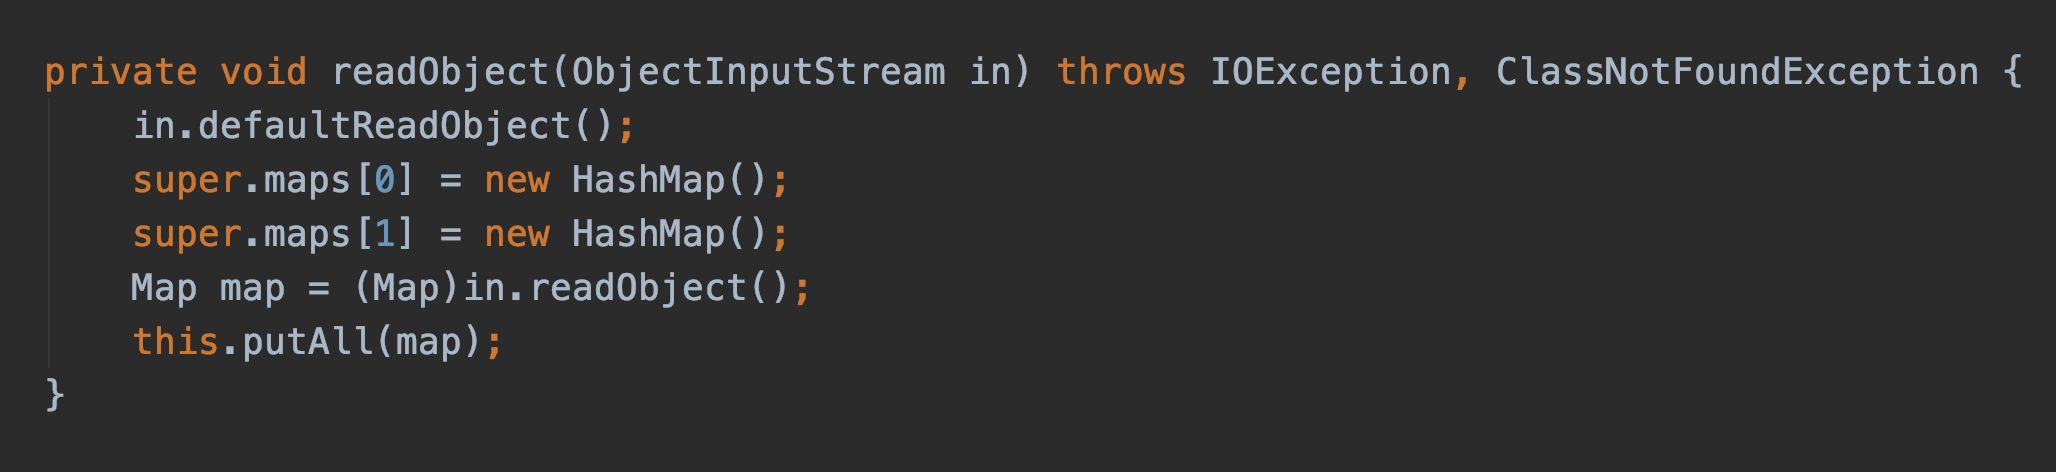 private void readObject(ObjectInputStream in) throws IOException, ClassNotFoundException {
    in.defaultReadObject();
    super.maps[0] = new HashMap();
    super.maps[1] = new HashMap();
    Map map = (Map)in.readObject();
    this.putAll(map);
}